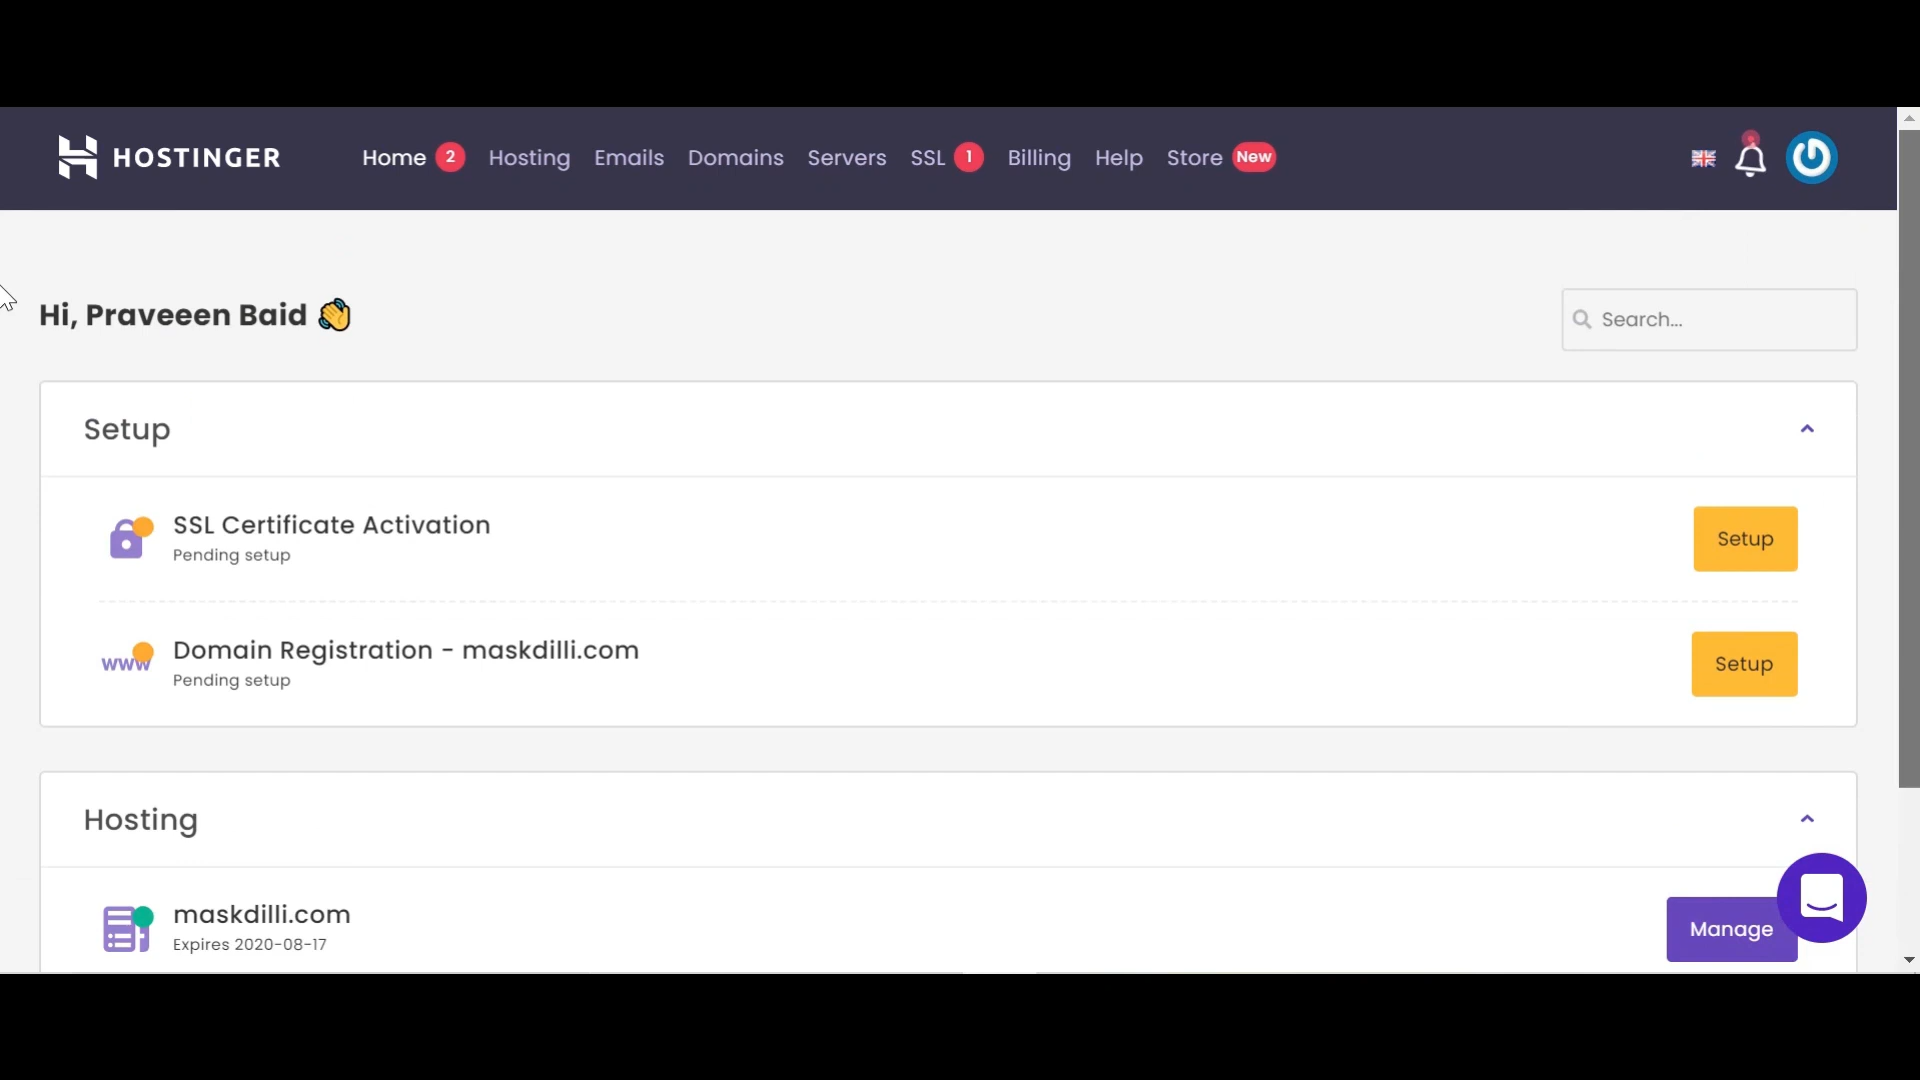 HOSTINGER Home 2 Hosting Emails Domains Servers SSL 1 Billing Help Store New
Hi, Praveeen Baid 👋
Search...
Setup
SSL Certificate Activation
Pending setup
Setup
Domain Registration - maskdilli.com
Pending setup
Setup
Hosting
maskdilli.com
Expires 2020-08-17
Manage